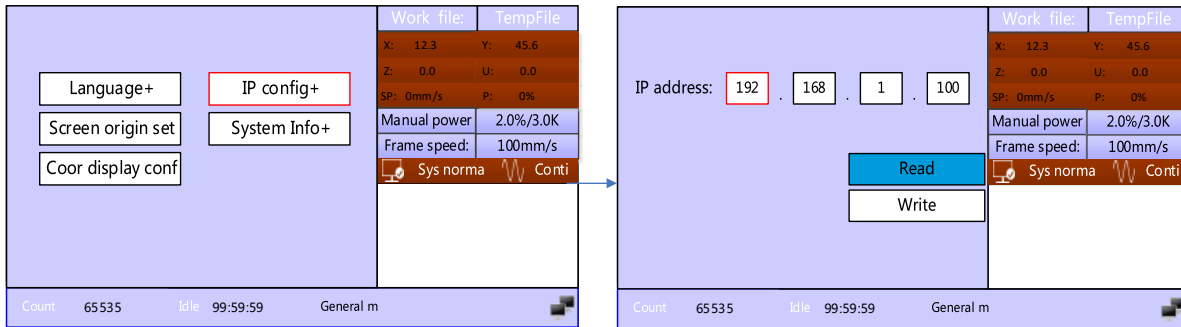 Work file: TempFile
X: 12.3 Y: 45.6
Z: 0.0 U: 0.0
SP: 0mm/s P: 0%
Language+ IP config+
Screen origin set System Info+
Coor display conf
Manual power 2.0%/3.0K
Frame speed: 100mm/s
Sys norma Conti
Count 65535 Idle 99:59:59 General m
Work file: TempFile
X: 12.3 Y: 45.6
Z: 0.0 U: 0.0
SP: 0mm/s P: 0%
IP address: 192 . 168 . 1 . 100
Manual power 2.0%/3.0K
Frame speed: 100mm/s
Sys norma Conti
Read
Write
Count 65535 Idle 99:59:59 General m